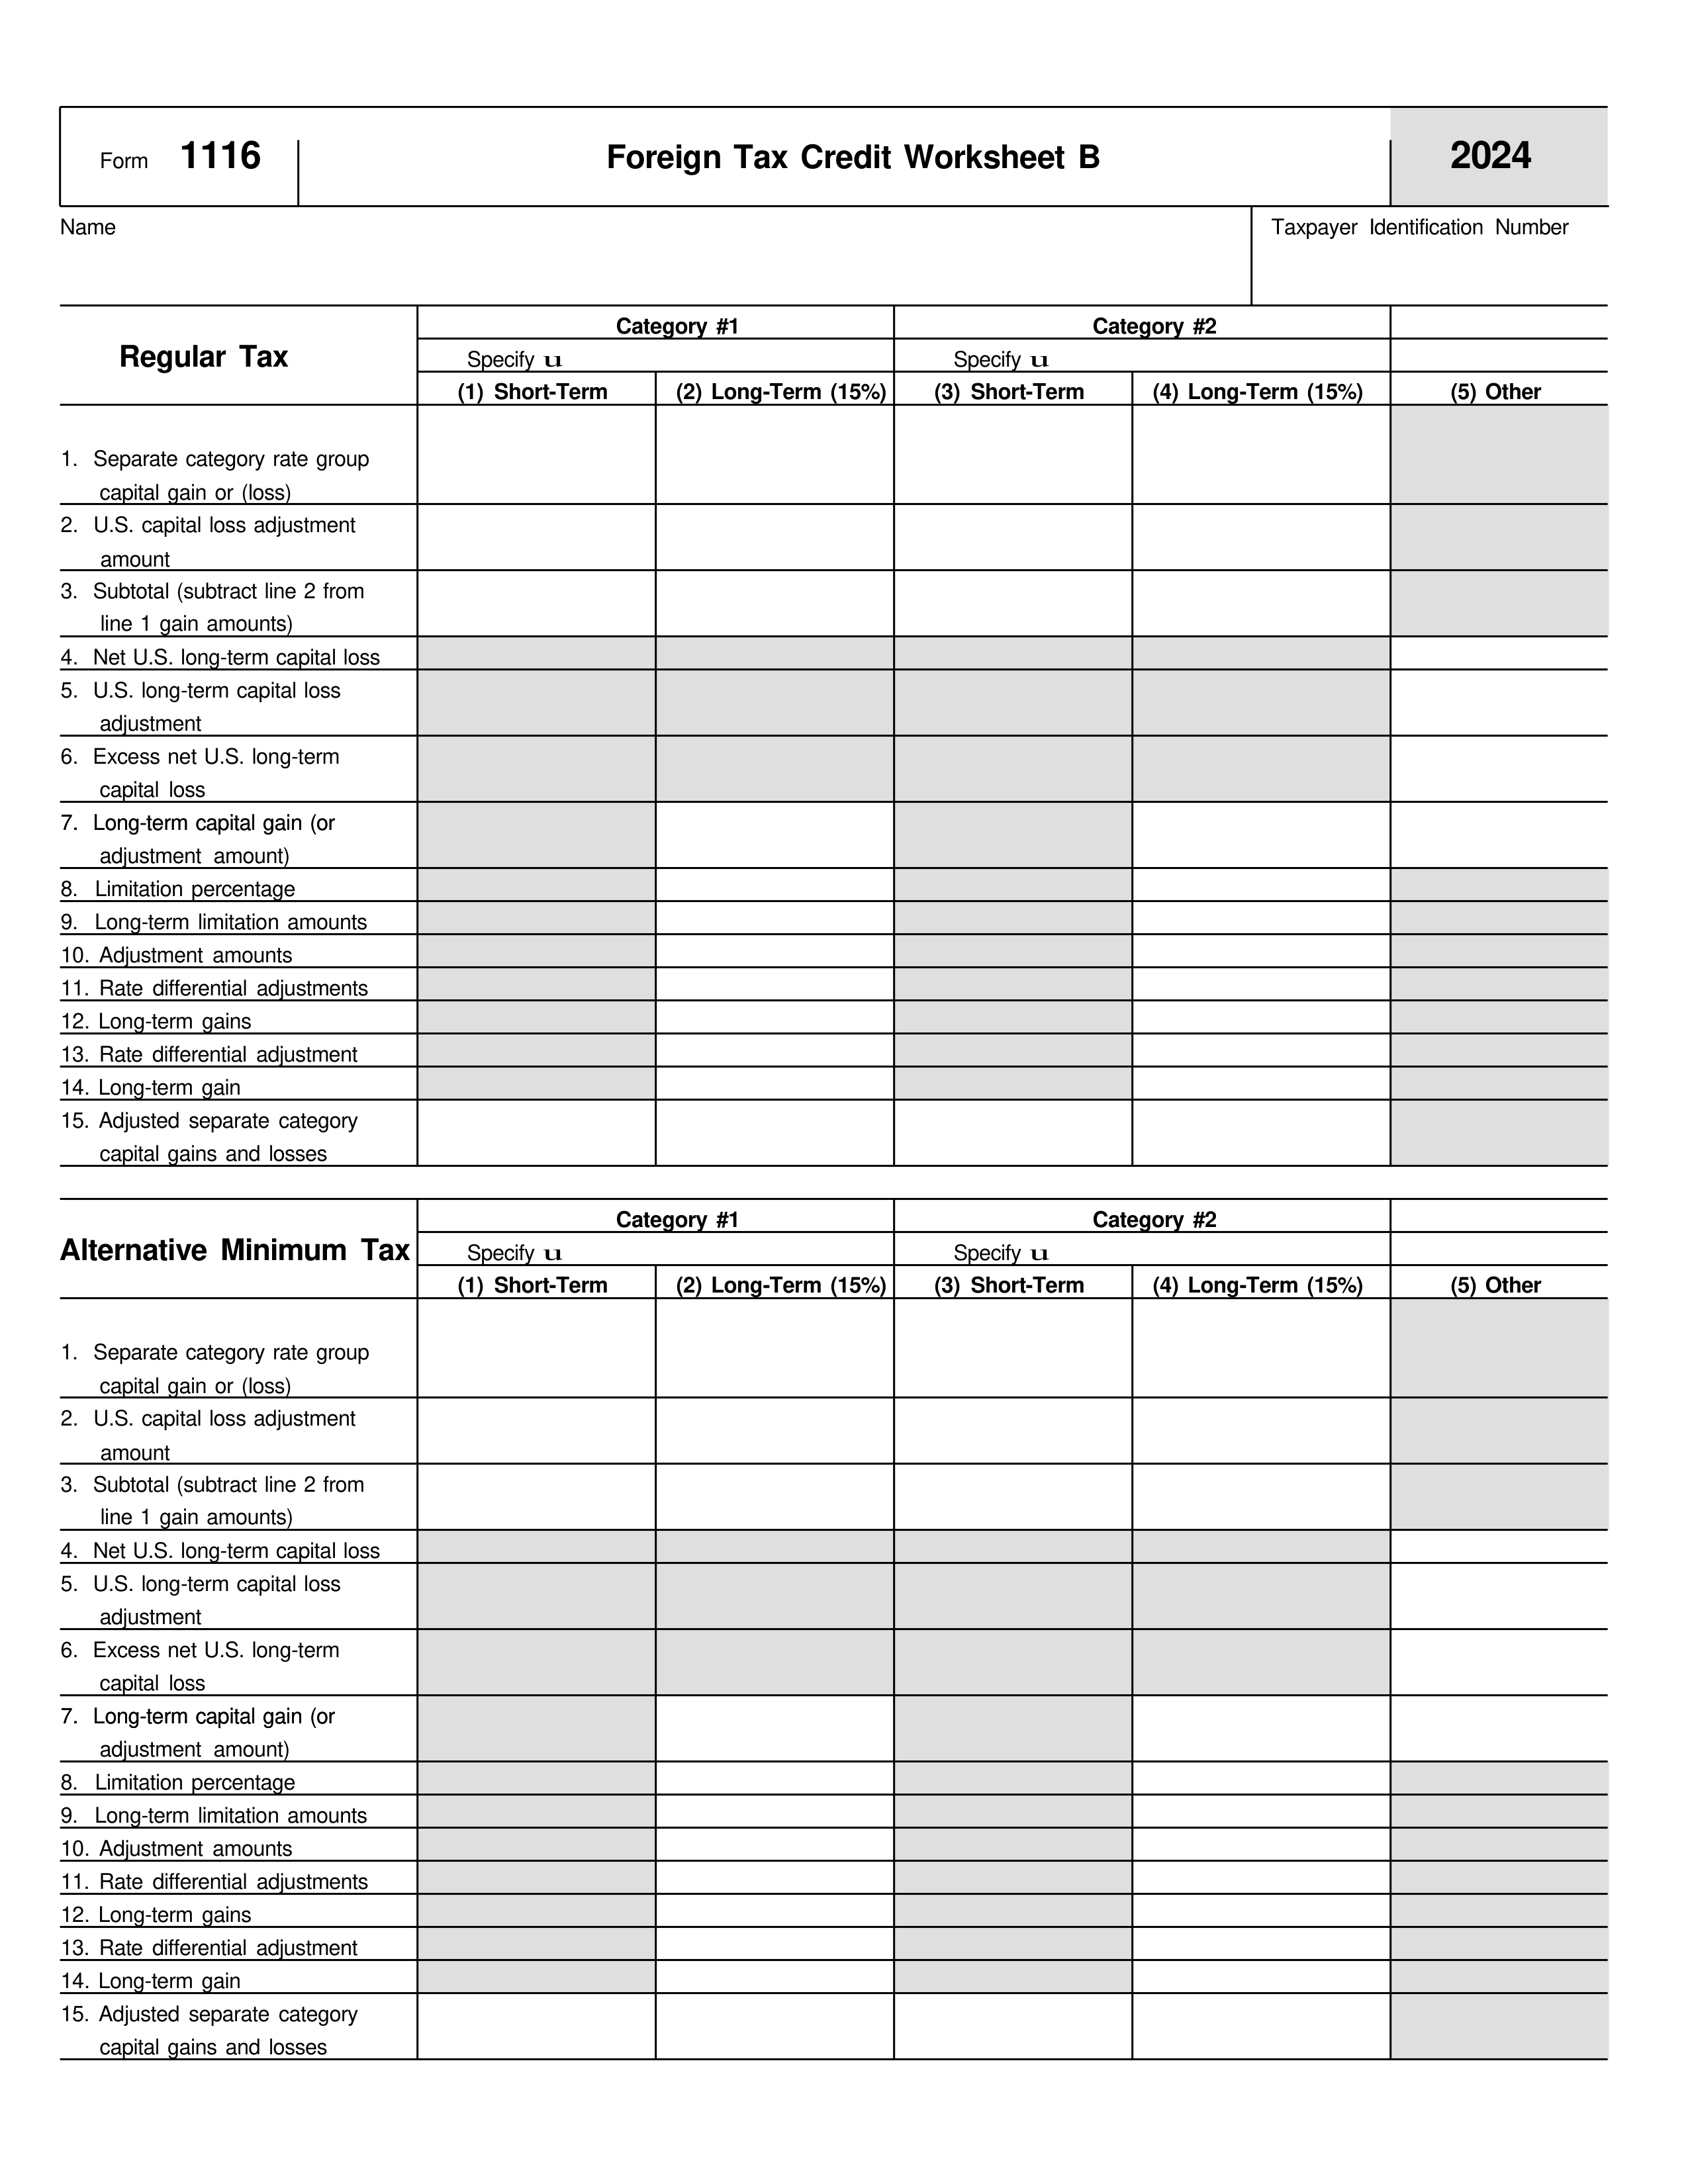 Form 1116 Foreign Tax Credit Worksheet B 2024
Name Taxpayer Identification Number
Regular Tax
Category #1 Category #2
Specify u Specify u
(1) Short-Term (2) Long-Term (15%) (3) Short-Term (4) Long-Term (15%) (5) Other
1. Separate category rate group
capital gain or (loss)
2. U.S. capital loss adjustment
amount
3. Subtotal (subtract line 2 from
line 1 gain amounts)
4. Net U.S. long-term capital loss
5. U.S. long-term capital loss
adjustment
6. Excess net U.S. long-term
capital loss
7. Long-term capital gain (or
adjustment amount)
8. Limitation percentage
9. Long-term limitation amounts
10. Adjustment amounts
11. Rate differential adjustments
12. Long-term gains
13. Rate differential adjustment
14. Long-term gain
15. Adjusted separate category
capital gains and losses
Alternative Minimum Tax
Category #1 Category #2
Specify u Specify u
(1) Short-Term (2) Long-Term (15%) (3) Short-Term (4) Long-Term (15%) (5) Other
1. Separate category rate group
capital gain or (loss)
2. U.S. capital loss adjustment
amount
3. Subtotal (subtract line 2 from
line 1 gain amounts)
4. Net U.S. long-term capital loss
5. U.S. long-term capital loss
adjustment
6. Excess net U.S. long-term
capital loss
7. Long-term capital gain (or
adjustment amount)
8. Limitation percentage
9. Long-term limitation amounts
10. Adjustment amounts
11. Rate differential adjustments
12. Long-term gains
13. Rate differential adjustment
14. Long-term gain
15. Adjusted separate category
capital gains and losses